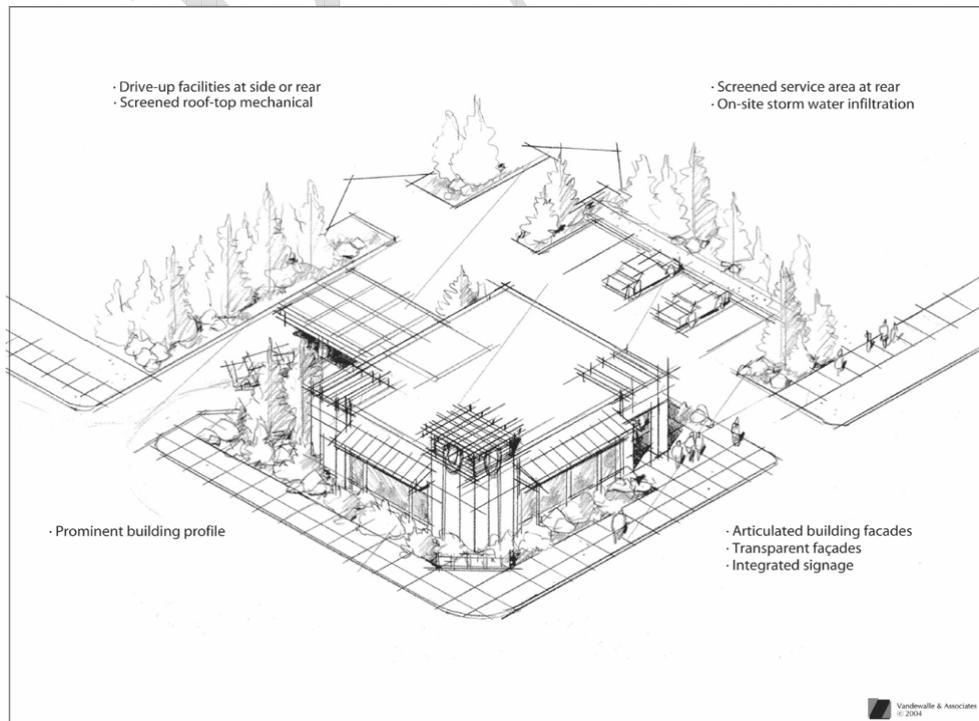 · Drive-up facilities at side or rear
· Screened roof-top mechanical
· Screened service area at rear
· On-site storm water infiltration
· Prominent building profile
· Articulated building facades
· Transparent façades
· Integrated signage
Vandewalle & Associates
© 2004